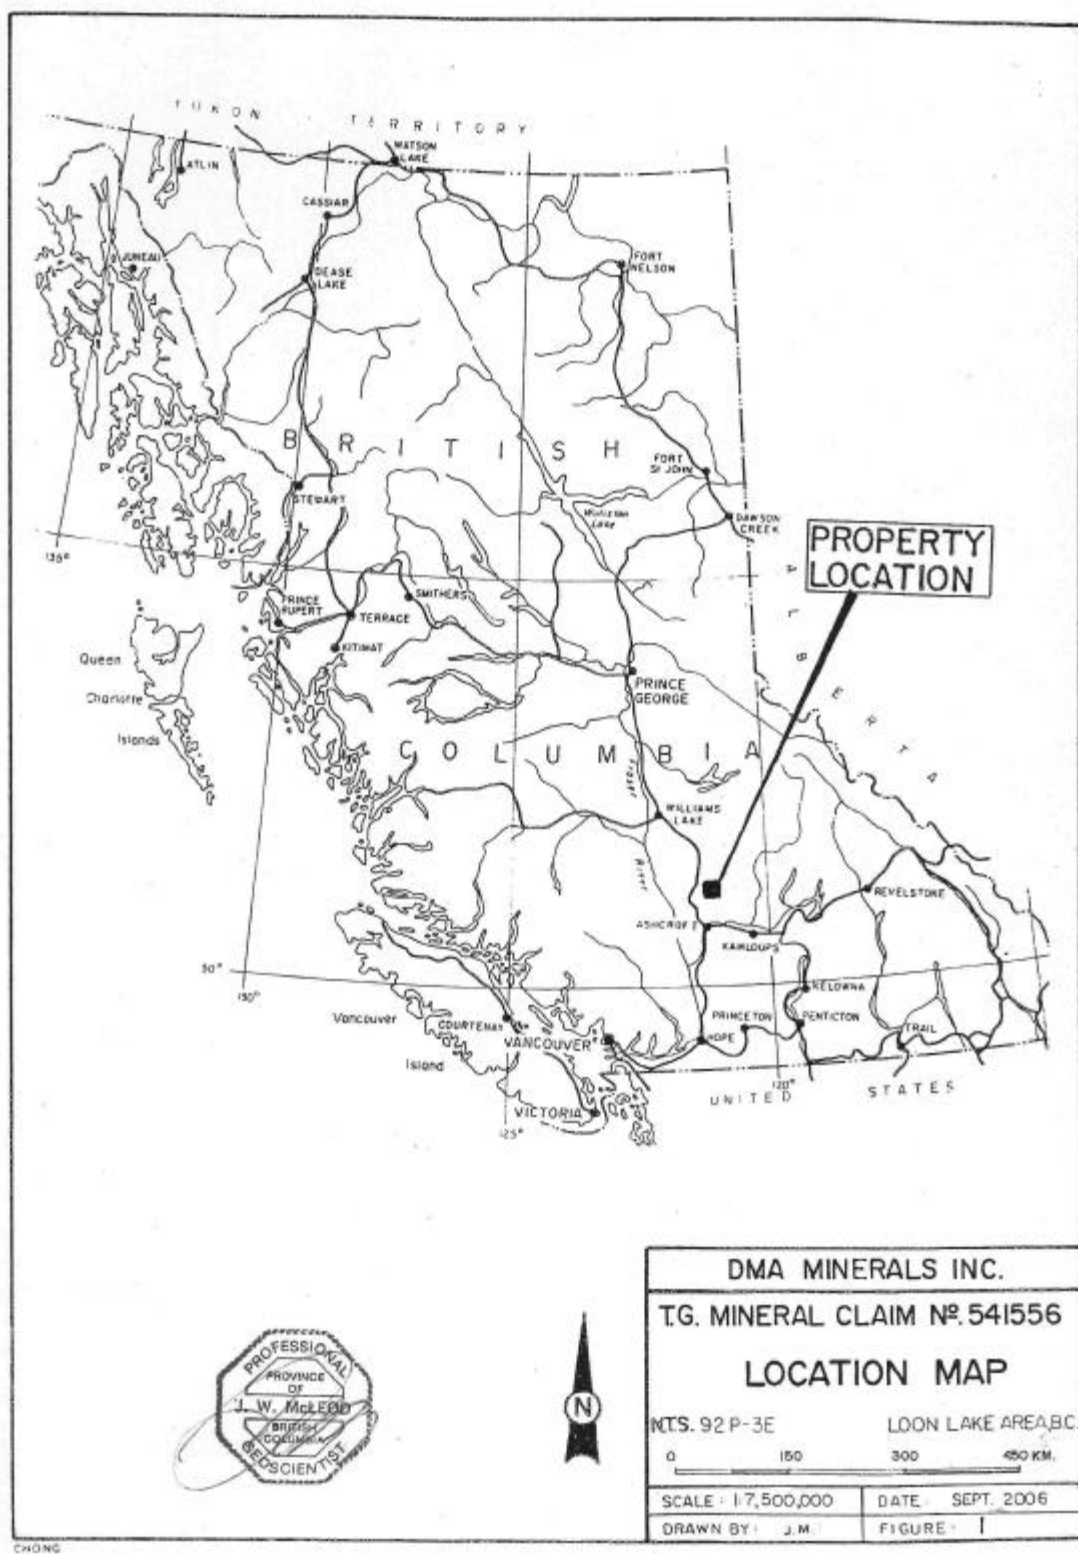 YUKON TERRITORY
WATSON
LAKE
ATLIN
CASSIAR
JUNEAU
DEASE
LAKE
FORT
NELSON
BRITISH
FORT
ST JOHN
STEWART
Williston
Lake
DAWSON
CREEK
PROPERTY
LOCATION
ALBERTA
135°
PRINCE
RUPERT
TERRACE
SMITHERS
KITIMAT
Queen
Charlotte
Islands
PRINCE
GEORGE
COLUMBIA
Fraser
River
WILLIAMS
LAKE
REVELSTOKE
ASHCROFT
KAMLOOPS
50°
130°
KELOWNA
Vancouver
Island
COURTENAY
PRINCETON
PENTICTON
TRAIL
VANCOUVER
HOPE
120°
UNITED STATES
VICTORIA
125°
DMA MINERALS INC.
T.G. MINERAL CLAIM Nº. 541556
LOCATION MAP
N.T.S. 92 P-3E LOON LAKE AREA,B.C.
0 150 300 450 KM.
SCALE : 1:7,500,000 DATE : SEPT. 2006
DRAWN BY : J.M. FIGURE : 1
PROFESSIONAL
PROVINCE
OF
J. W. McLEOD
BRITISH
COLUMBIA
GEOSCIENTIST
N
CHONG